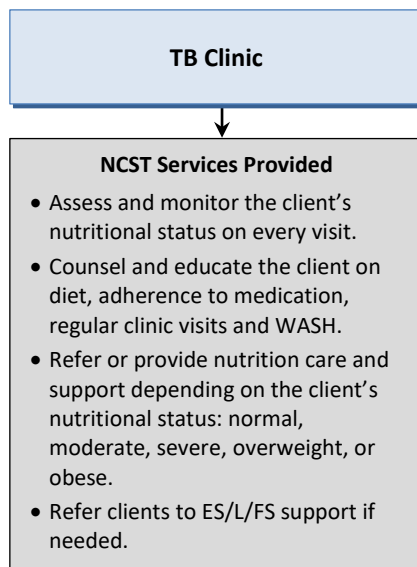 TB Clinic
NCST Services Provided
• Assess and monitor the client’s
nutritional status on every visit.
• Counsel and educate the client on
diet, adherence to medication,
regular clinic visits and WASH.
• Refer or provide nutrition care and
support depending on the client’s
nutritional status: normal,
moderate, severe, overweight, or
obese.
• Refer clients to ES/L/FS support if
needed.